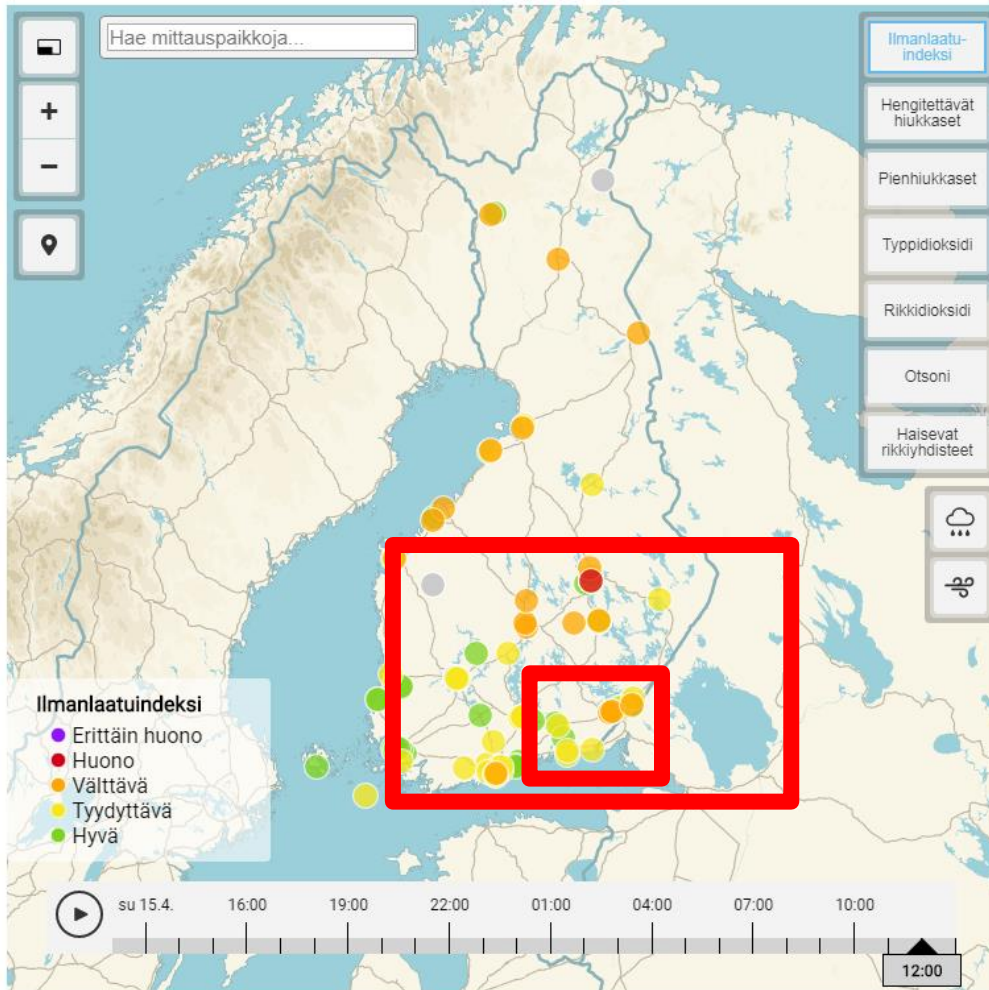 Hae mittauspaikkoja...
+
−
Ilmanlaatu-
indeksi
Hengitettävät
hiukkaset
Pienhiukkaset
Typpidioksidi
Rikkidioksidi
Otsoni
Haisevat
rikkiyhdisteet
Ilmanlaatuindeksi
Erittäin huono
Huono
Välttävä
Tyydyttävä
Hyvä
su 15.4. 16:00 19:00 22:00 01:00 04:00 07:00 10:00
12:00